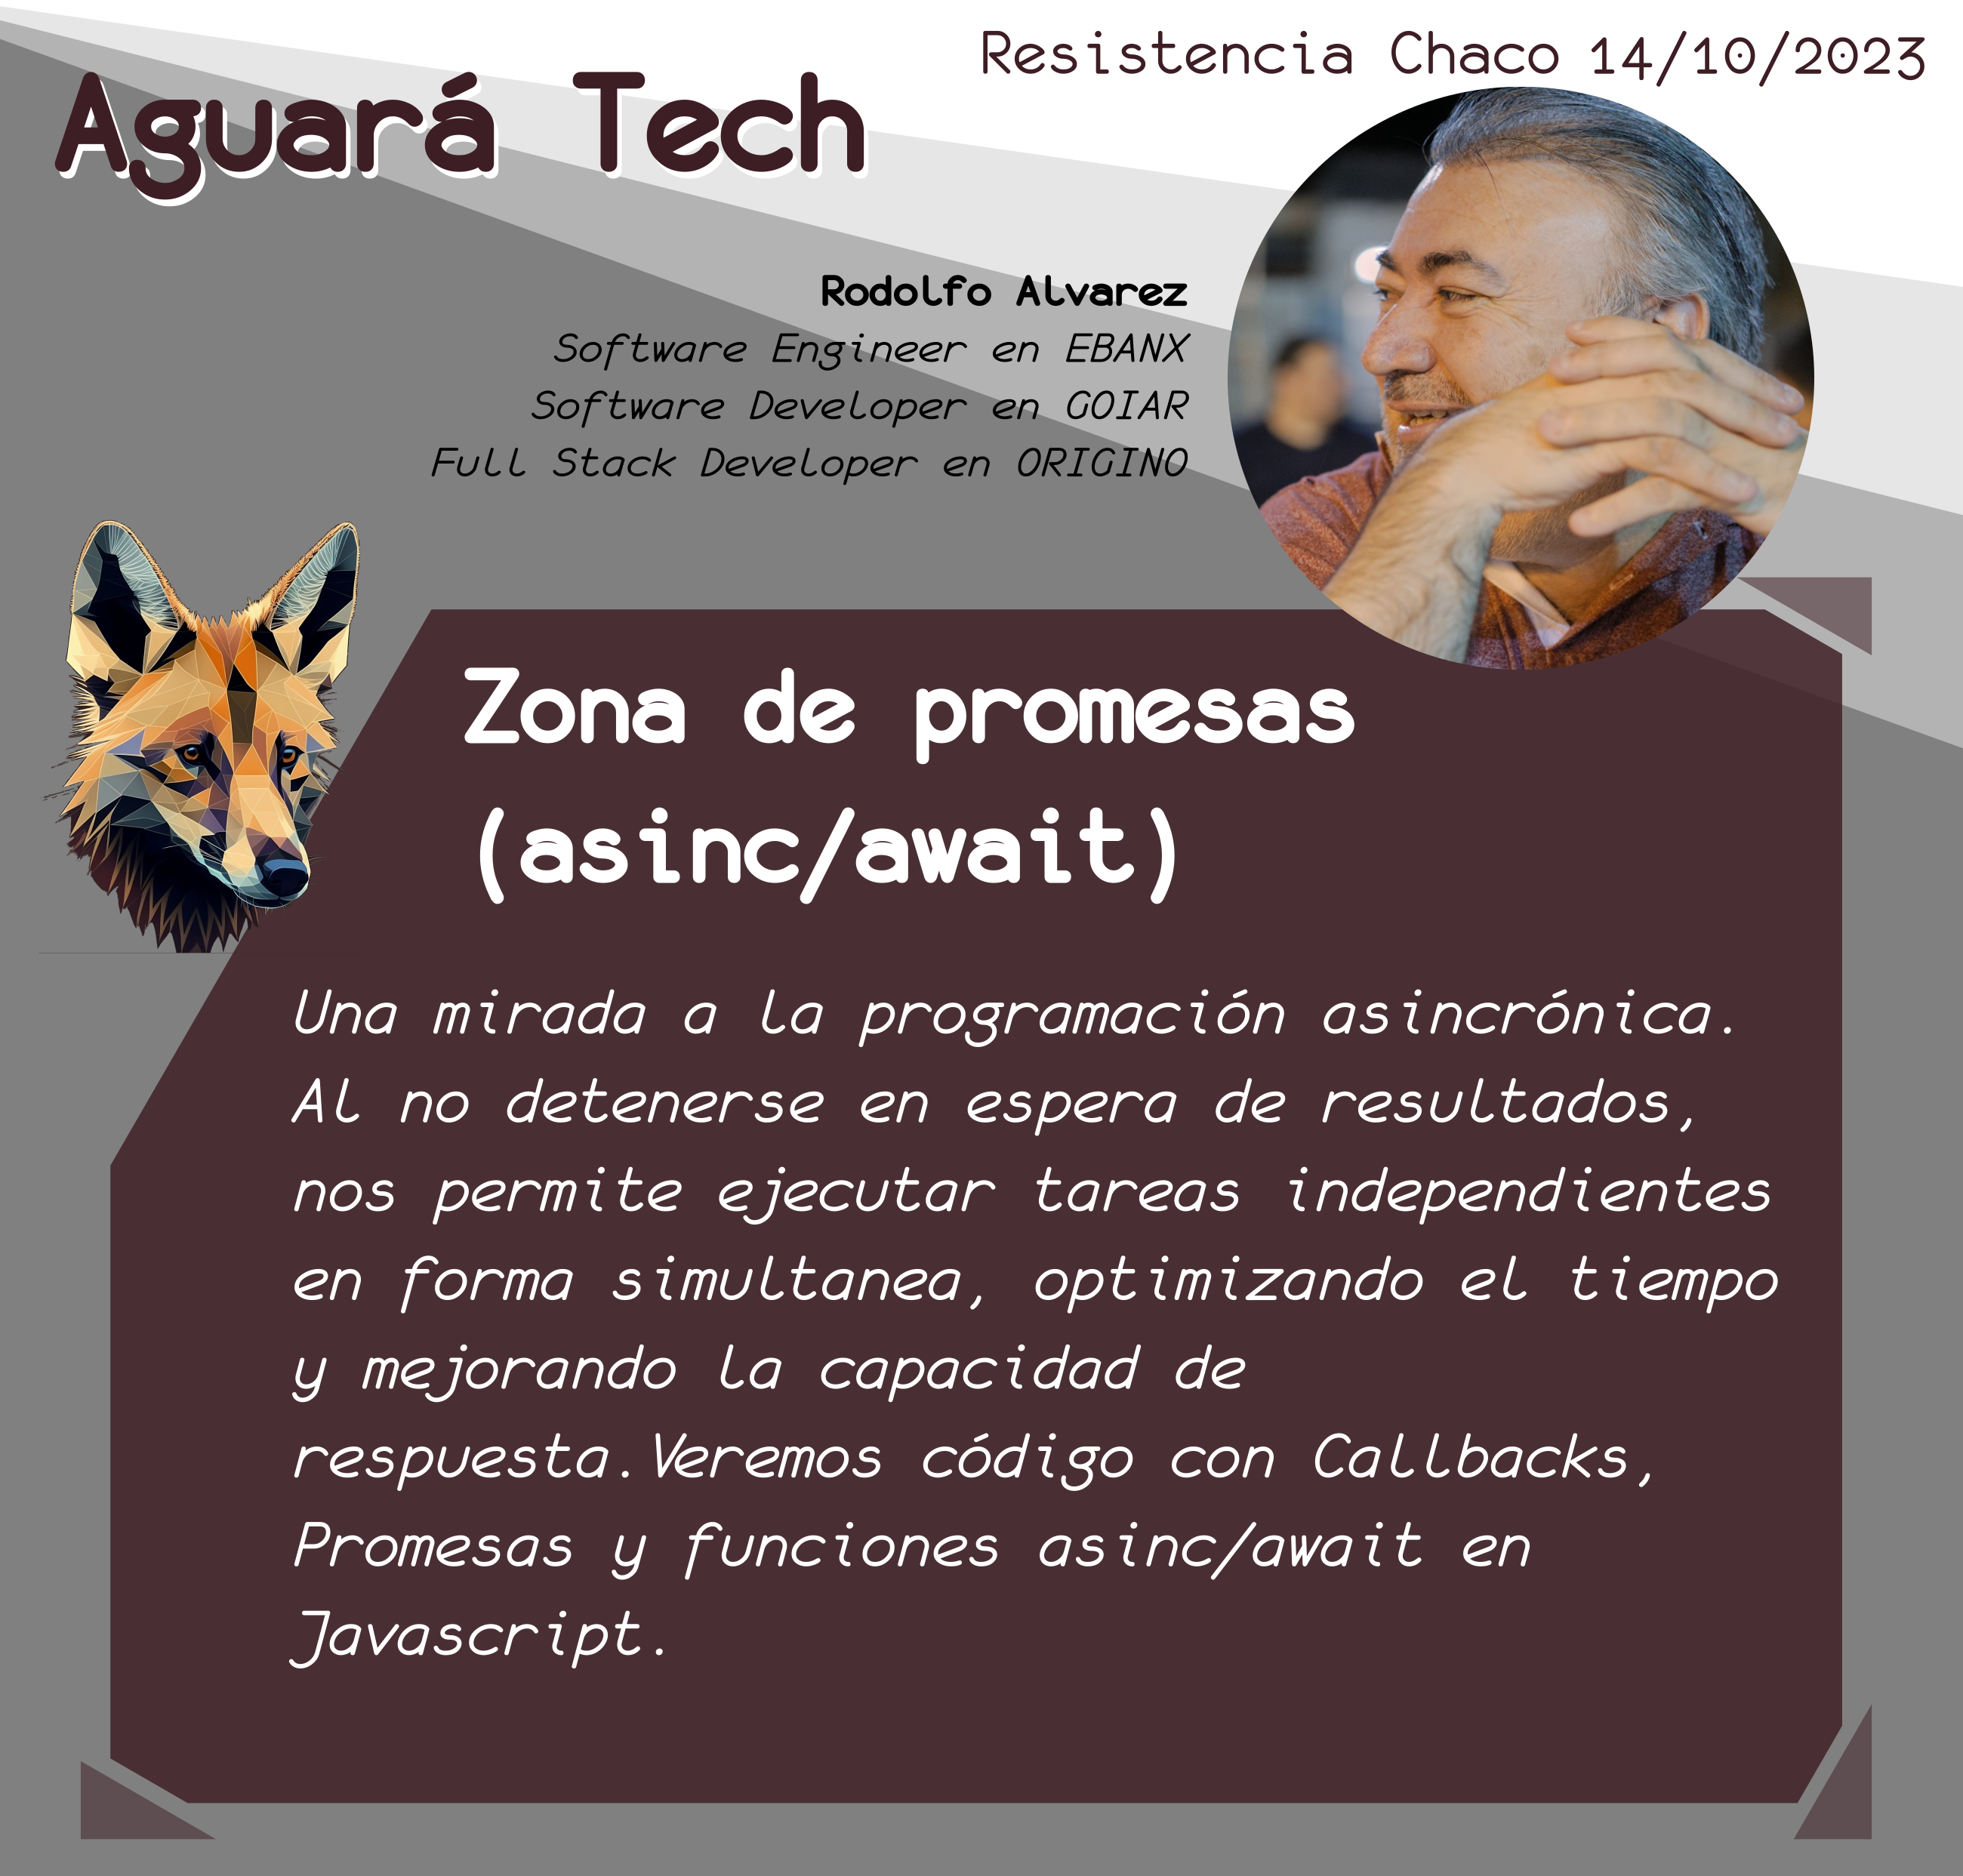 Resistencia Chaco 14/10/2023
Aguará Tech
Rodolfo Alvarez
Software Engineer en EBANX
Software Developer en GOIAR
Full Stack Developer en ORIGINO
Zona de promesas
(asinc/await)
Una mirada a la programación asincrónica.
Al no detenerse en espera de resultados,
nos permite ejecutar tareas independientes
en forma simultanea, optimizando el tiempo
y mejorando la capacidad de
respuesta.Veremos código con Callbacks,
Promesas y funciones asinc/await en
Javascript.